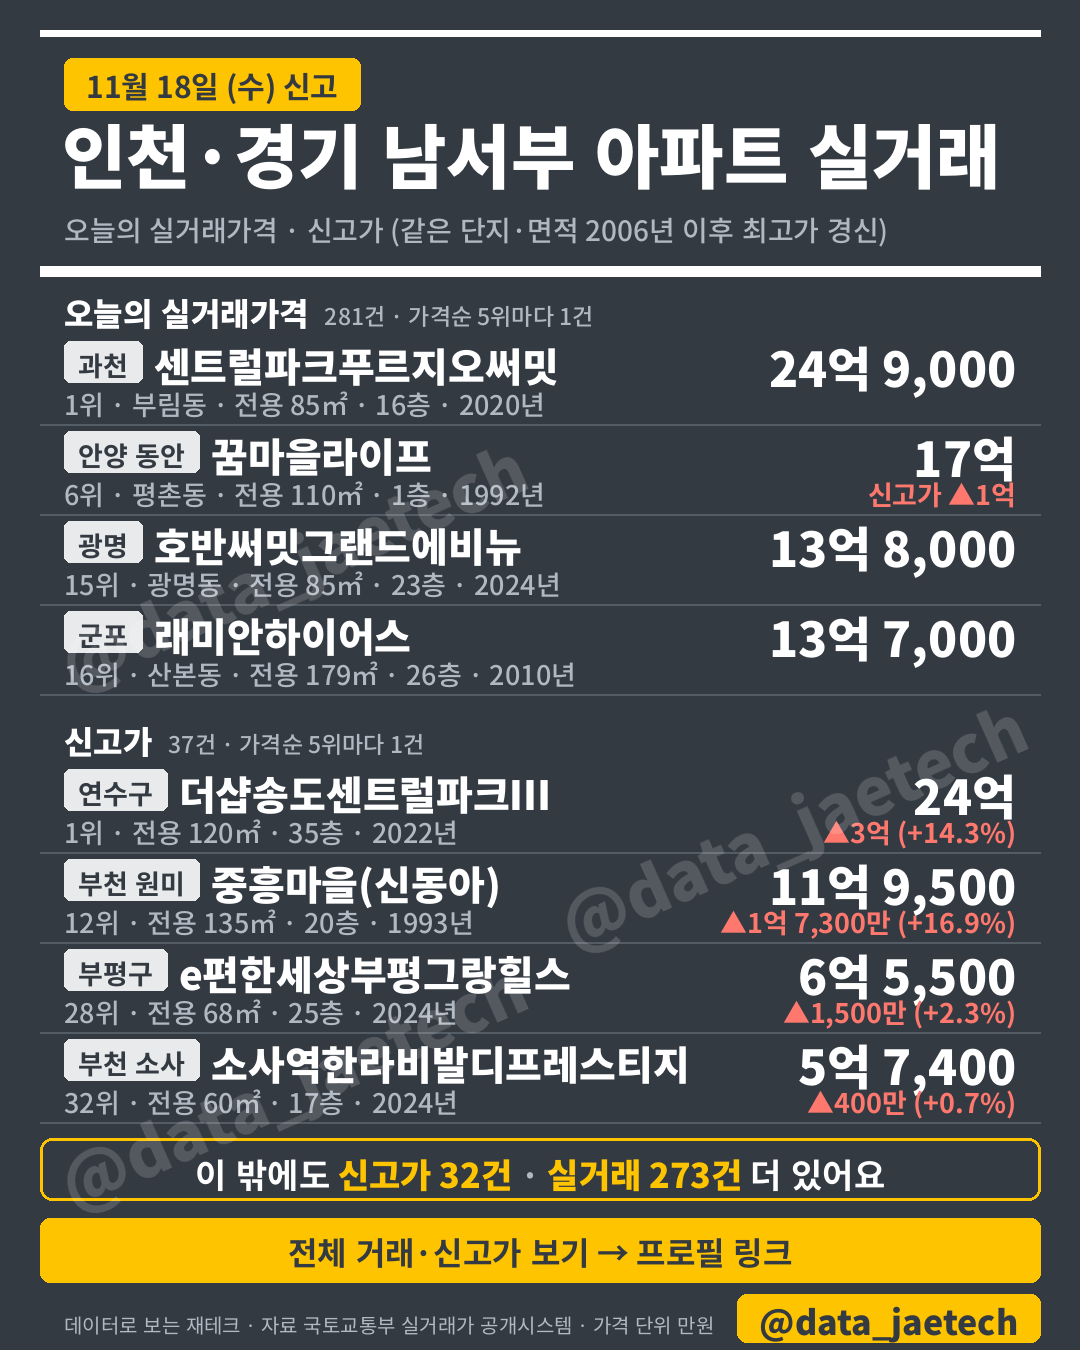 11월 18일 (수) 신고
인천·경기 남서부 아파트 실거래
오늘의 실거래가격 · 신고가 (같은 단지·면적 2006년 이후 최고가 경신)
오늘의 실거래가격 281건 · 가격순 5위마다 1건
과천 센트럴파크푸르지오써밋 24억 9,000
1위 · 부림동 · 전용 85㎡ · 16층 · 2020년
안양 동안 꿈마을라이프 17억
6위 · 평촌동 · 전용 110㎡ · 1층 · 1992년 신고가 ▲1억
광명 호반써밋그랜드에비뉴 13억 8,000
15위 · 광명동 · 전용 85㎡ · 23층 · 2024년
군포 래미안하이어스 13억 7,000
16위 · 산본동 · 전용 179㎡ · 26층 · 2010년
신고가 37건 · 가격순 5위마다 1건
연수구 더샵송도센트럴파크III 24억
1위 · 전용 120㎡ · 35층 · 2022년 ▲3억 (+14.3%)
부천 원미 중흥마을(신동아) 11억 9,500
12위 · 전용 135㎡ · 20층 · 1993년 ▲1억 7,300만 (+16.9%)
부평구 e편한세상부평그랑힐스 6억 5,500
28위 · 전용 68㎡ · 25층 · 2024년 ▲1,500만 (+2.3%)
부천 소사 소사역한라비발디프레스티지 5억 7,400
32위 · 전용 60㎡ · 17층 · 2024년 ▲400만 (+0.7%)
이 밖에도 신고가 32건 · 실거래 273건 더 있어요
전체 거래·신고가 보기 → 프로필 링크
데이터로 보는 재테크 · 자료 국토교통부 실거래가 공개시스템 · 가격 단위 만원 @data_jaetech
@data_jaetech
@data_jaetech
@data_jaetech